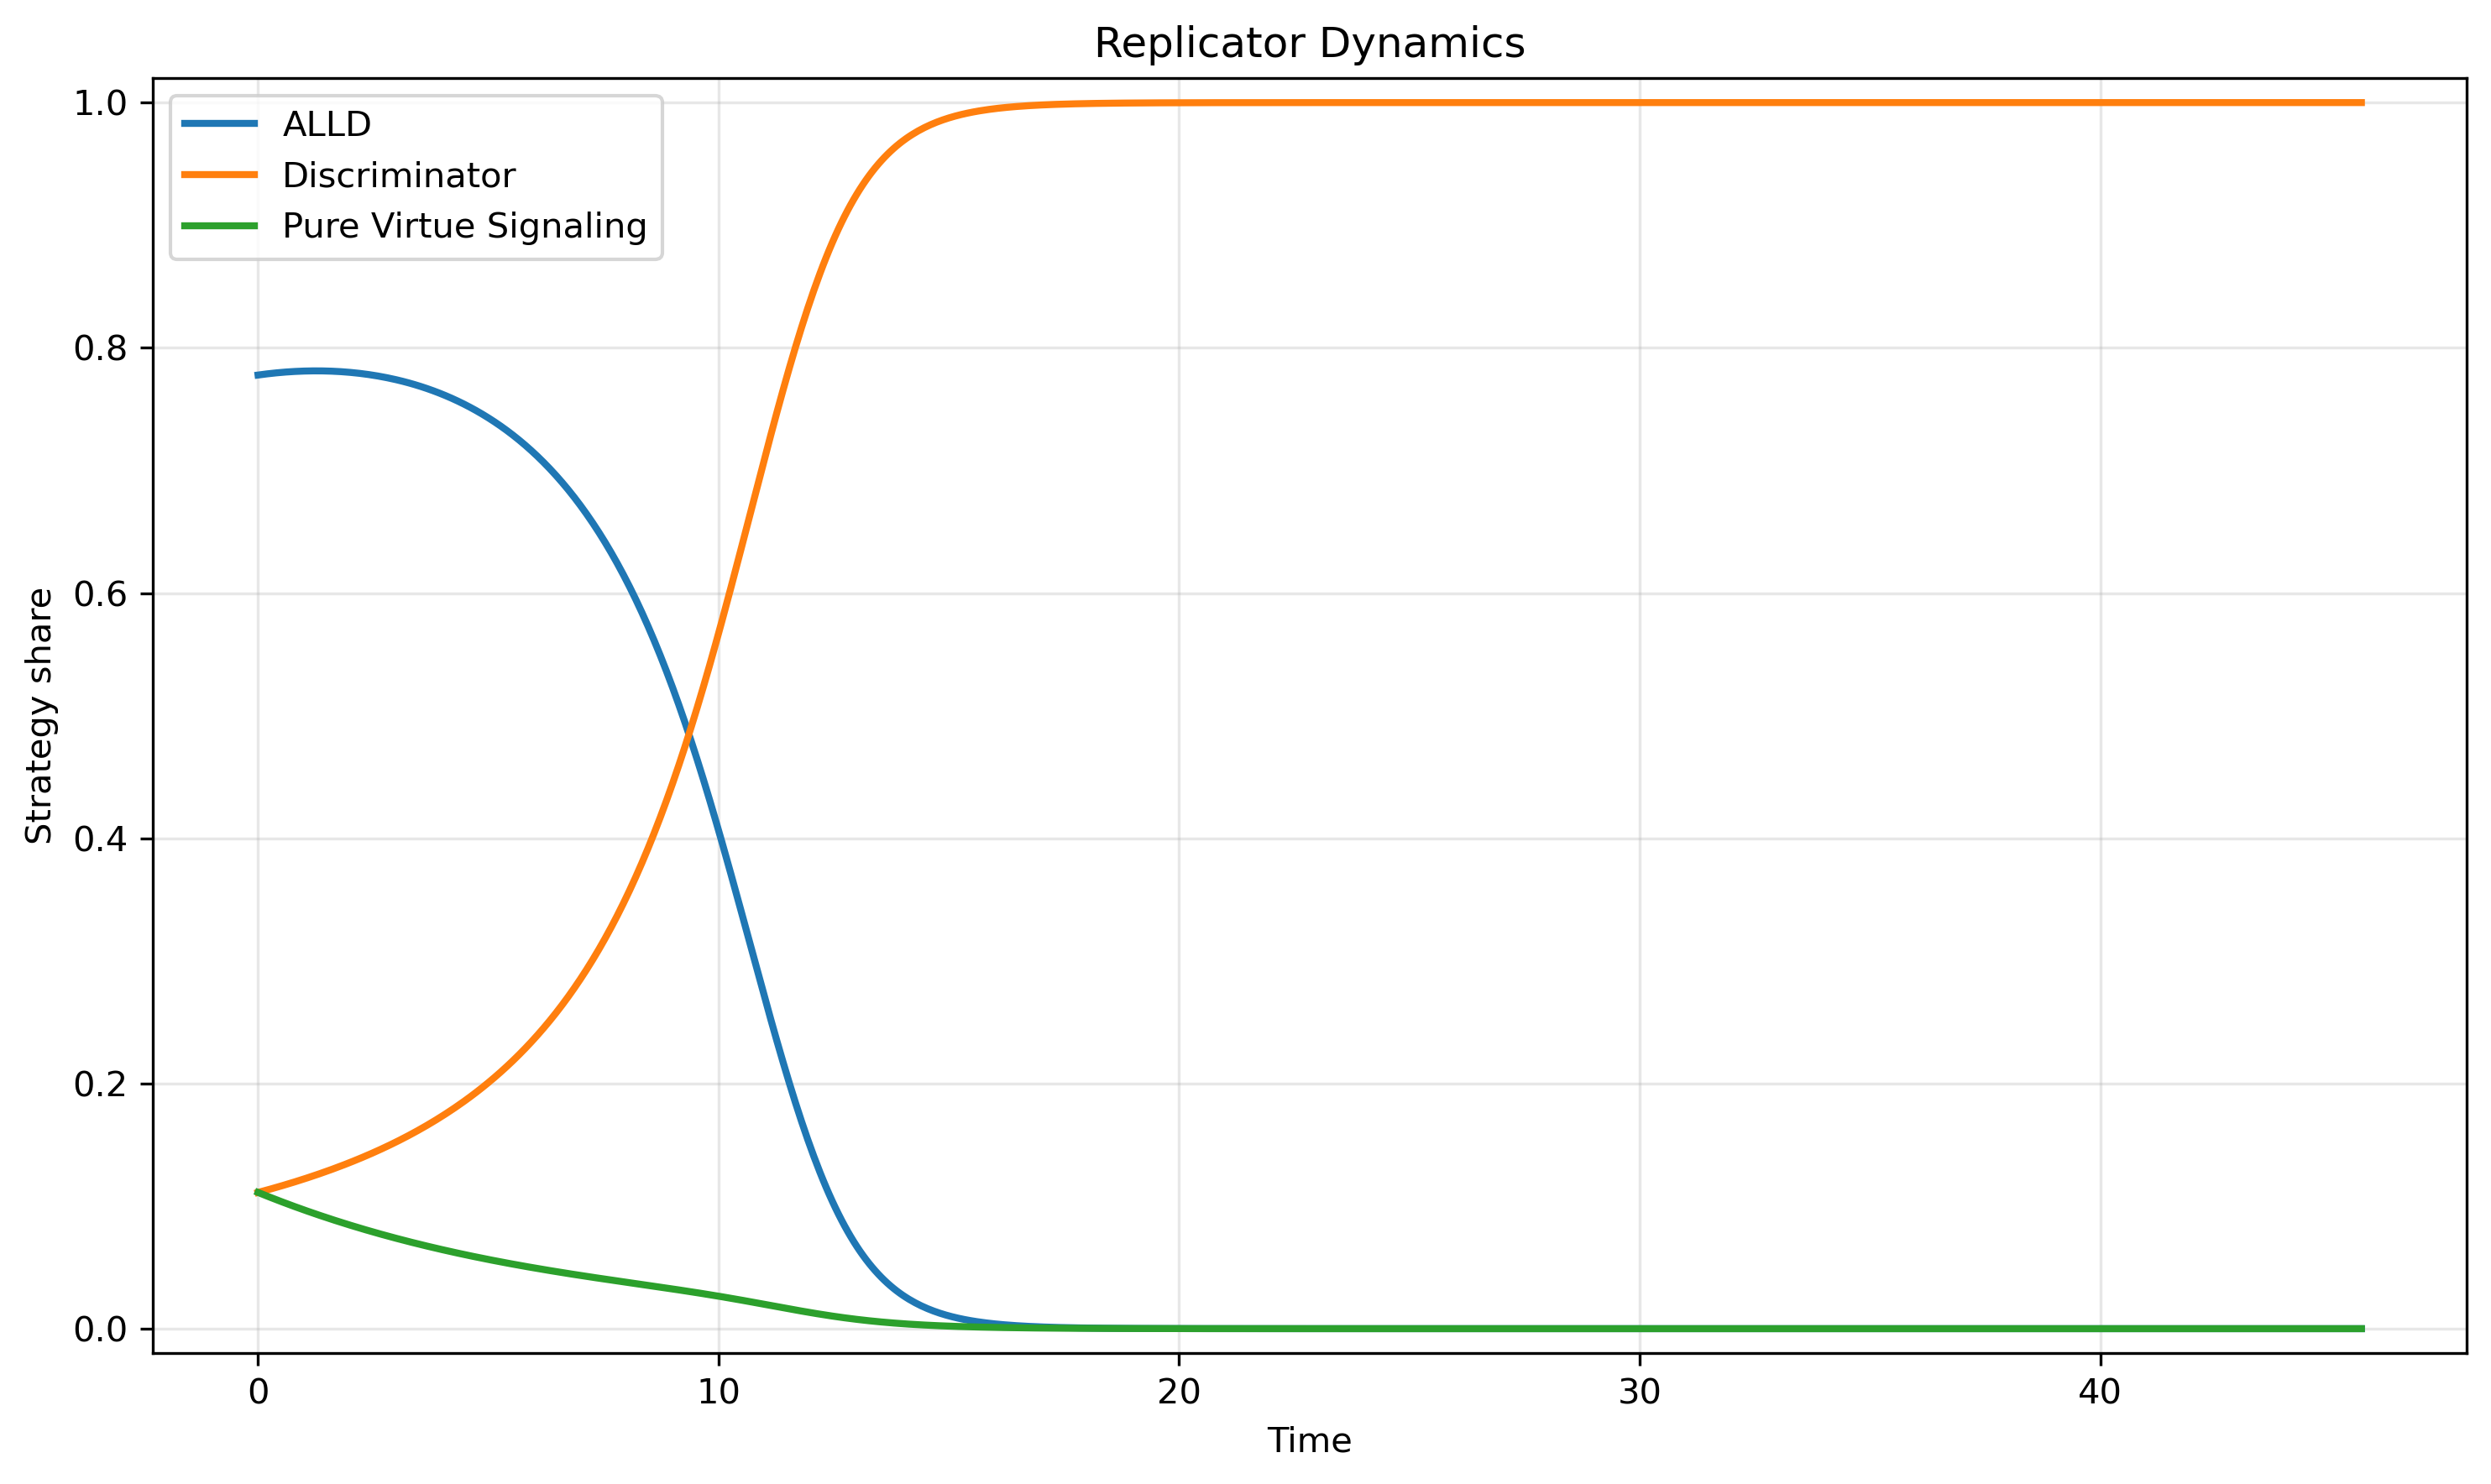 Replicator Dynamics
ALLD
Discriminator
Pure Virtue Signaling
Strategy share
1.0
0.8
0.6
0.4
0.2
0.0
0 10 20 30 40
Time